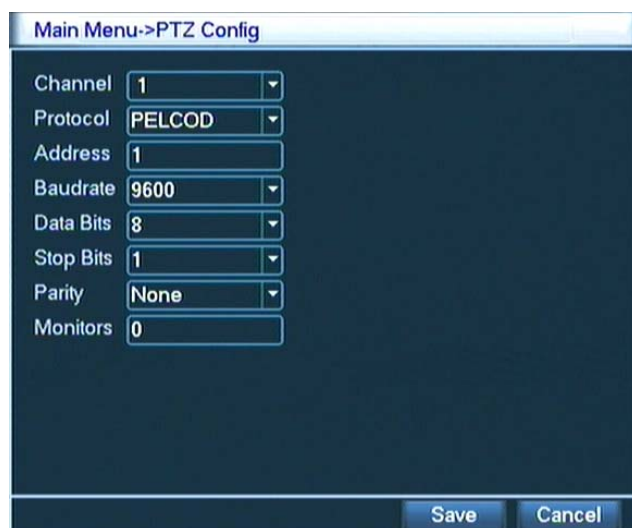 Main Menu->PTZ Config
Channel 1
Protocol PELCOD
Address 1
Baudrate 9600
Data Bits 8
Stop Bits 1
Parity None
Monitors 0
Save Cancel